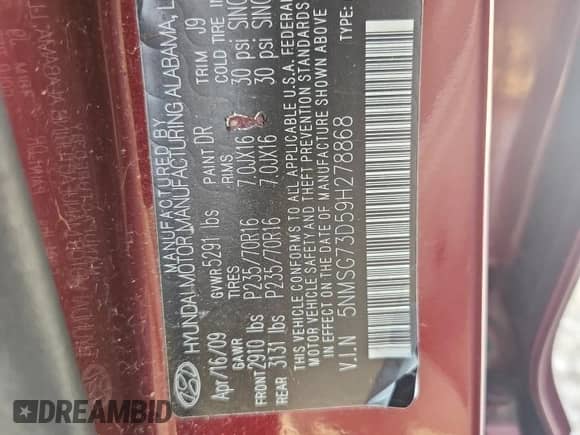 MANUFACTURED BY
HYUNDAI MOTOR MANUFACTURING ALABAMA, L
Apr/16/09 GVWR 5291 lbs PAINT DR TRIM J9
GAWR TIRES RIMS COLD TIRE IN
FRONT 2910 lbs P235/70R16 7.0JX16 30 psi SINGL
REAR 3131 lbs P235/70R16 7.0JX16 30 psi SINGL
THIS VEHICLE CONFORMS TO ALL APPLICABLE U.S.A. FEDERAL
MOTOR VEHICLE SAFETY AND THEFT PREVENTION STANDARDS
IN EFFECT ON THE DATE OF MANUFACTURE SHOWN ABOVE
V.I.N 5NMSG73D59H278868
DREAMBID